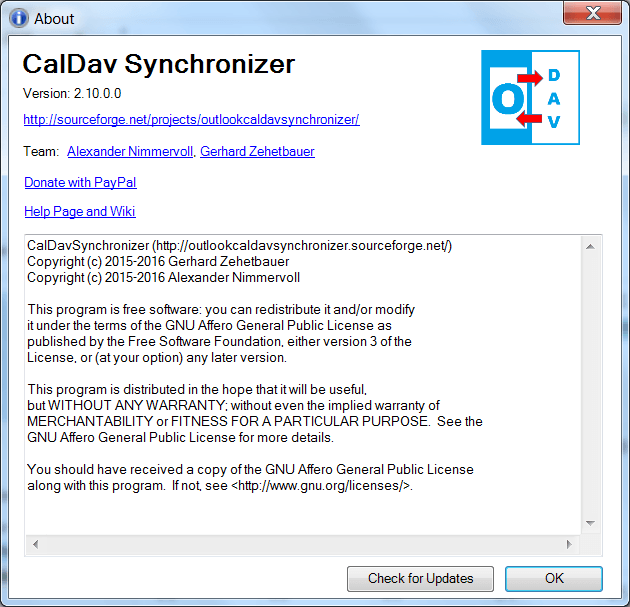 About
CalDav Synchronizer
Version: 2.10.0.0
http://sourceforge.net/projects/outlookcaldavsynchronizer/
Team: Alexander Nimmervoll, Gerhard Zehetbauer
Donate with PayPal
Help Page and Wiki
O
D
A
V
CalDavSynchronizer (http://outlookcaldavsynchronizer.sourceforge.net/)
Copyright (c) 2015-2016 Gerhard Zehetbauer
Copyright (c) 2015-2016 Alexander Nimmervoll
This program is free software: you can redistribute it and/or modify
it under the terms of the GNU Affero General Public License as
published by the Free Software Foundation, either version 3 of the
License, or (at your option) any later version.
This program is distributed in the hope that it will be useful,
but WITHOUT ANY WARRANTY; without even the implied warranty of
MERCHANTABILITY or FITNESS FOR A PARTICULAR PURPOSE.  See the
GNU Affero General Public License for more details.
You should have received a copy of the GNU Affero General Public License
along with this program.  If not, see <http://www.gnu.org/licenses/>.
Check for Updates
OK